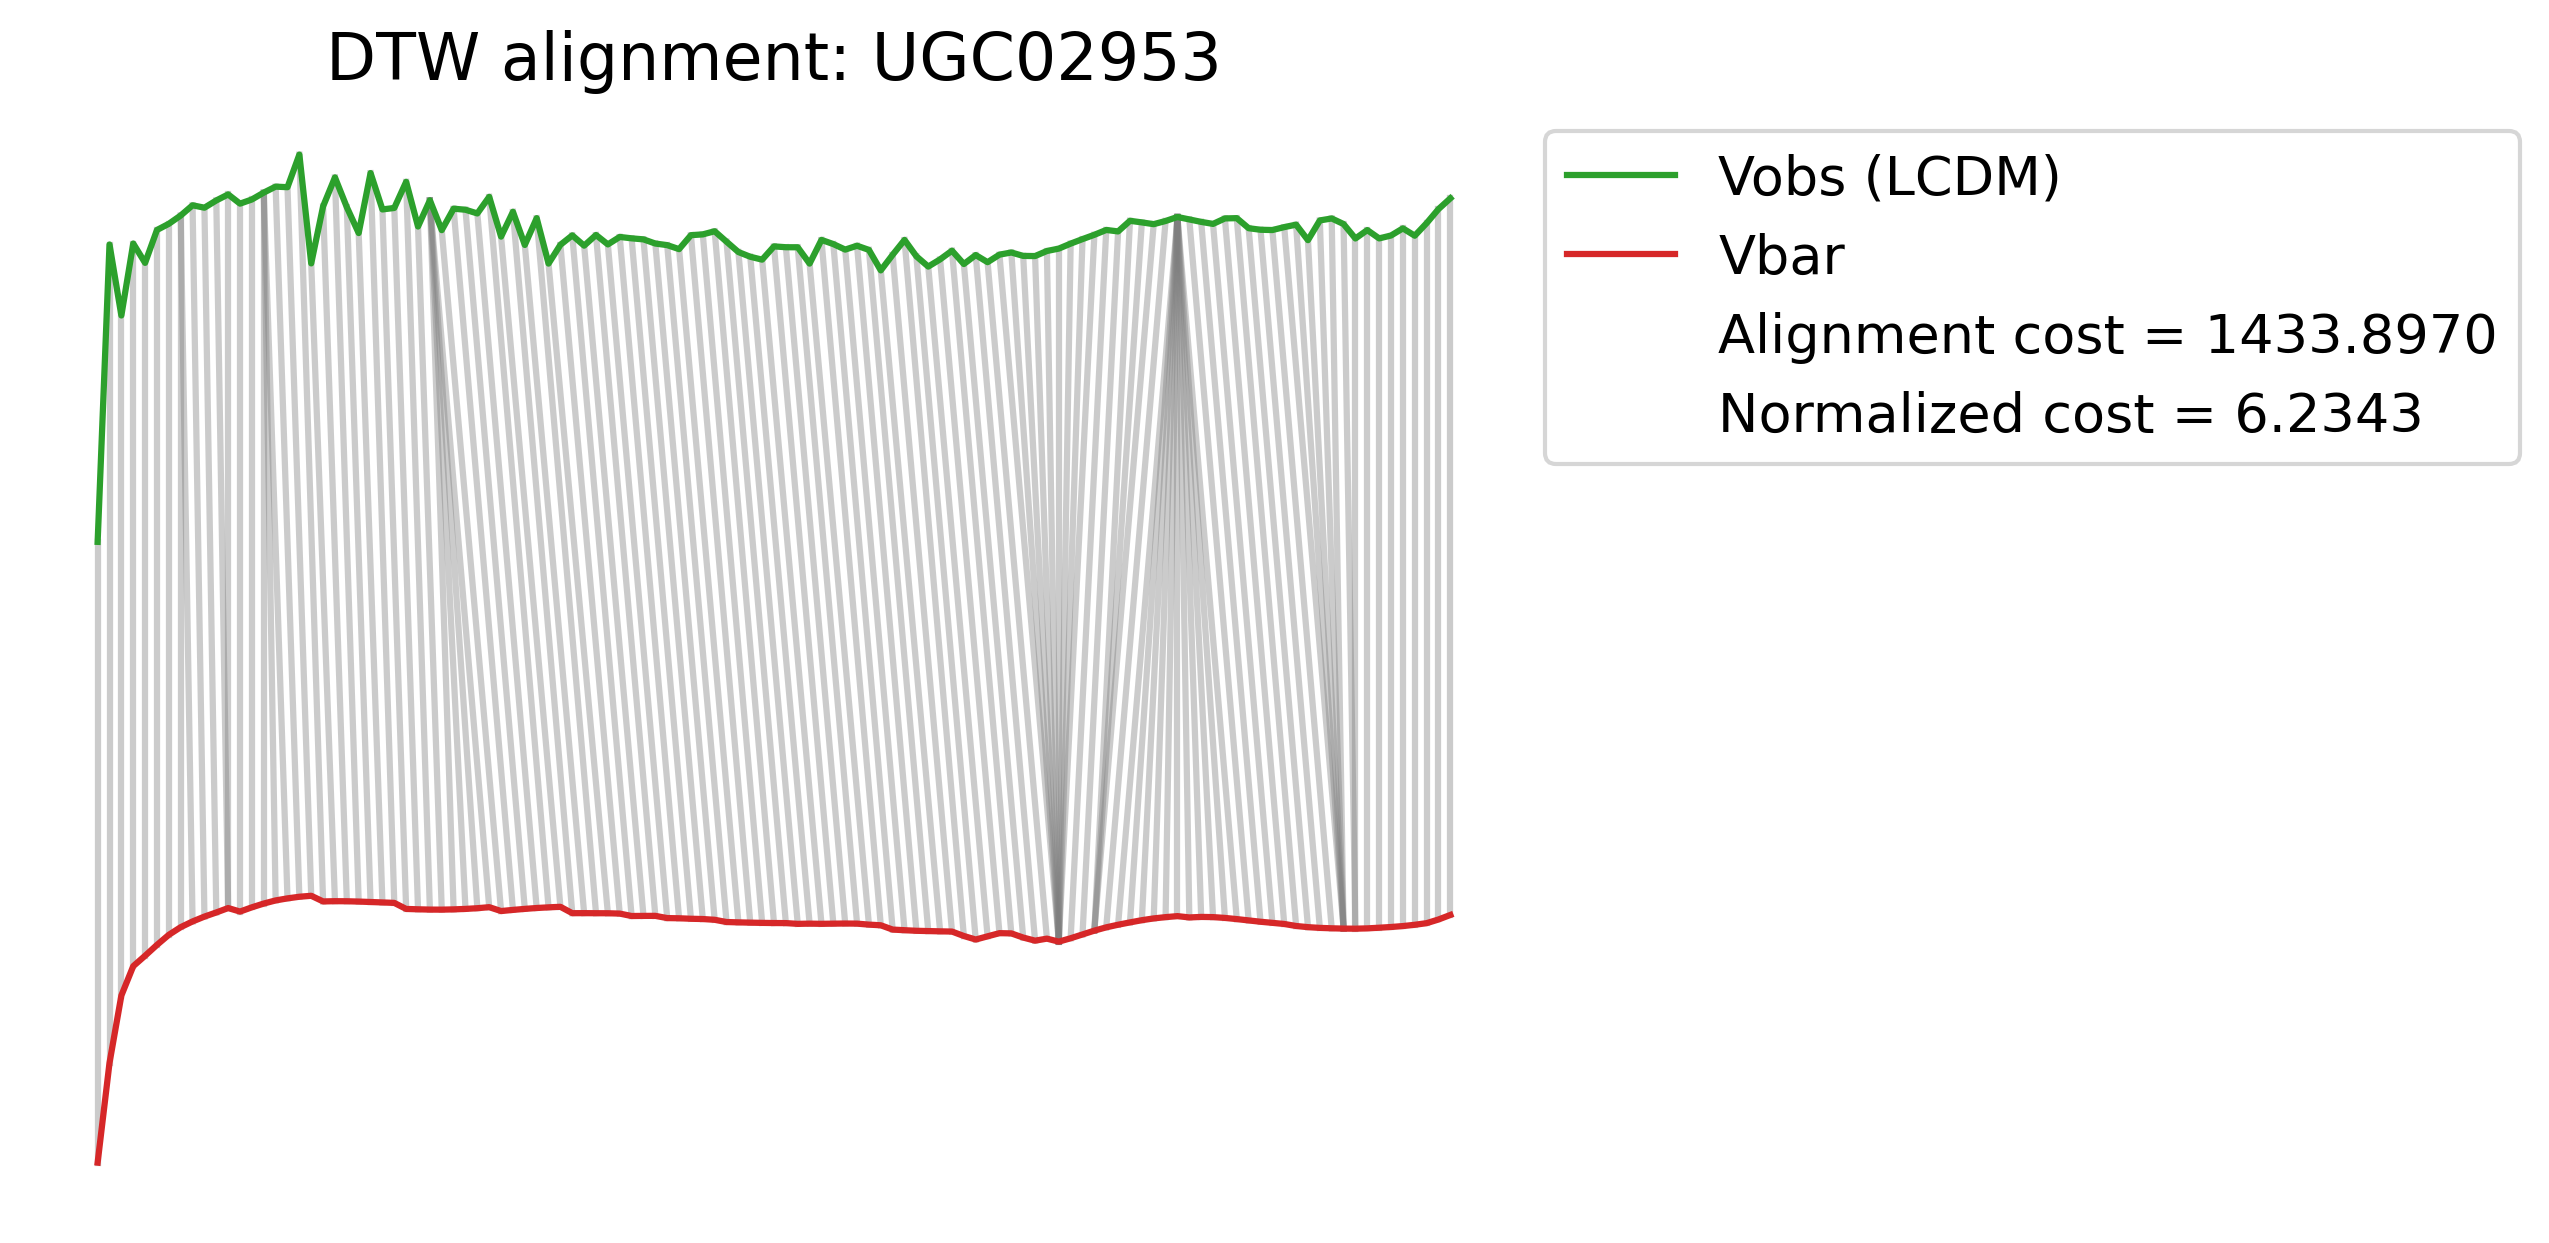 DTW alignment: UGC02953
Vobs (LCDM)
Vbar
Alignment cost = 1433.8970
Normalized cost = 6.2343